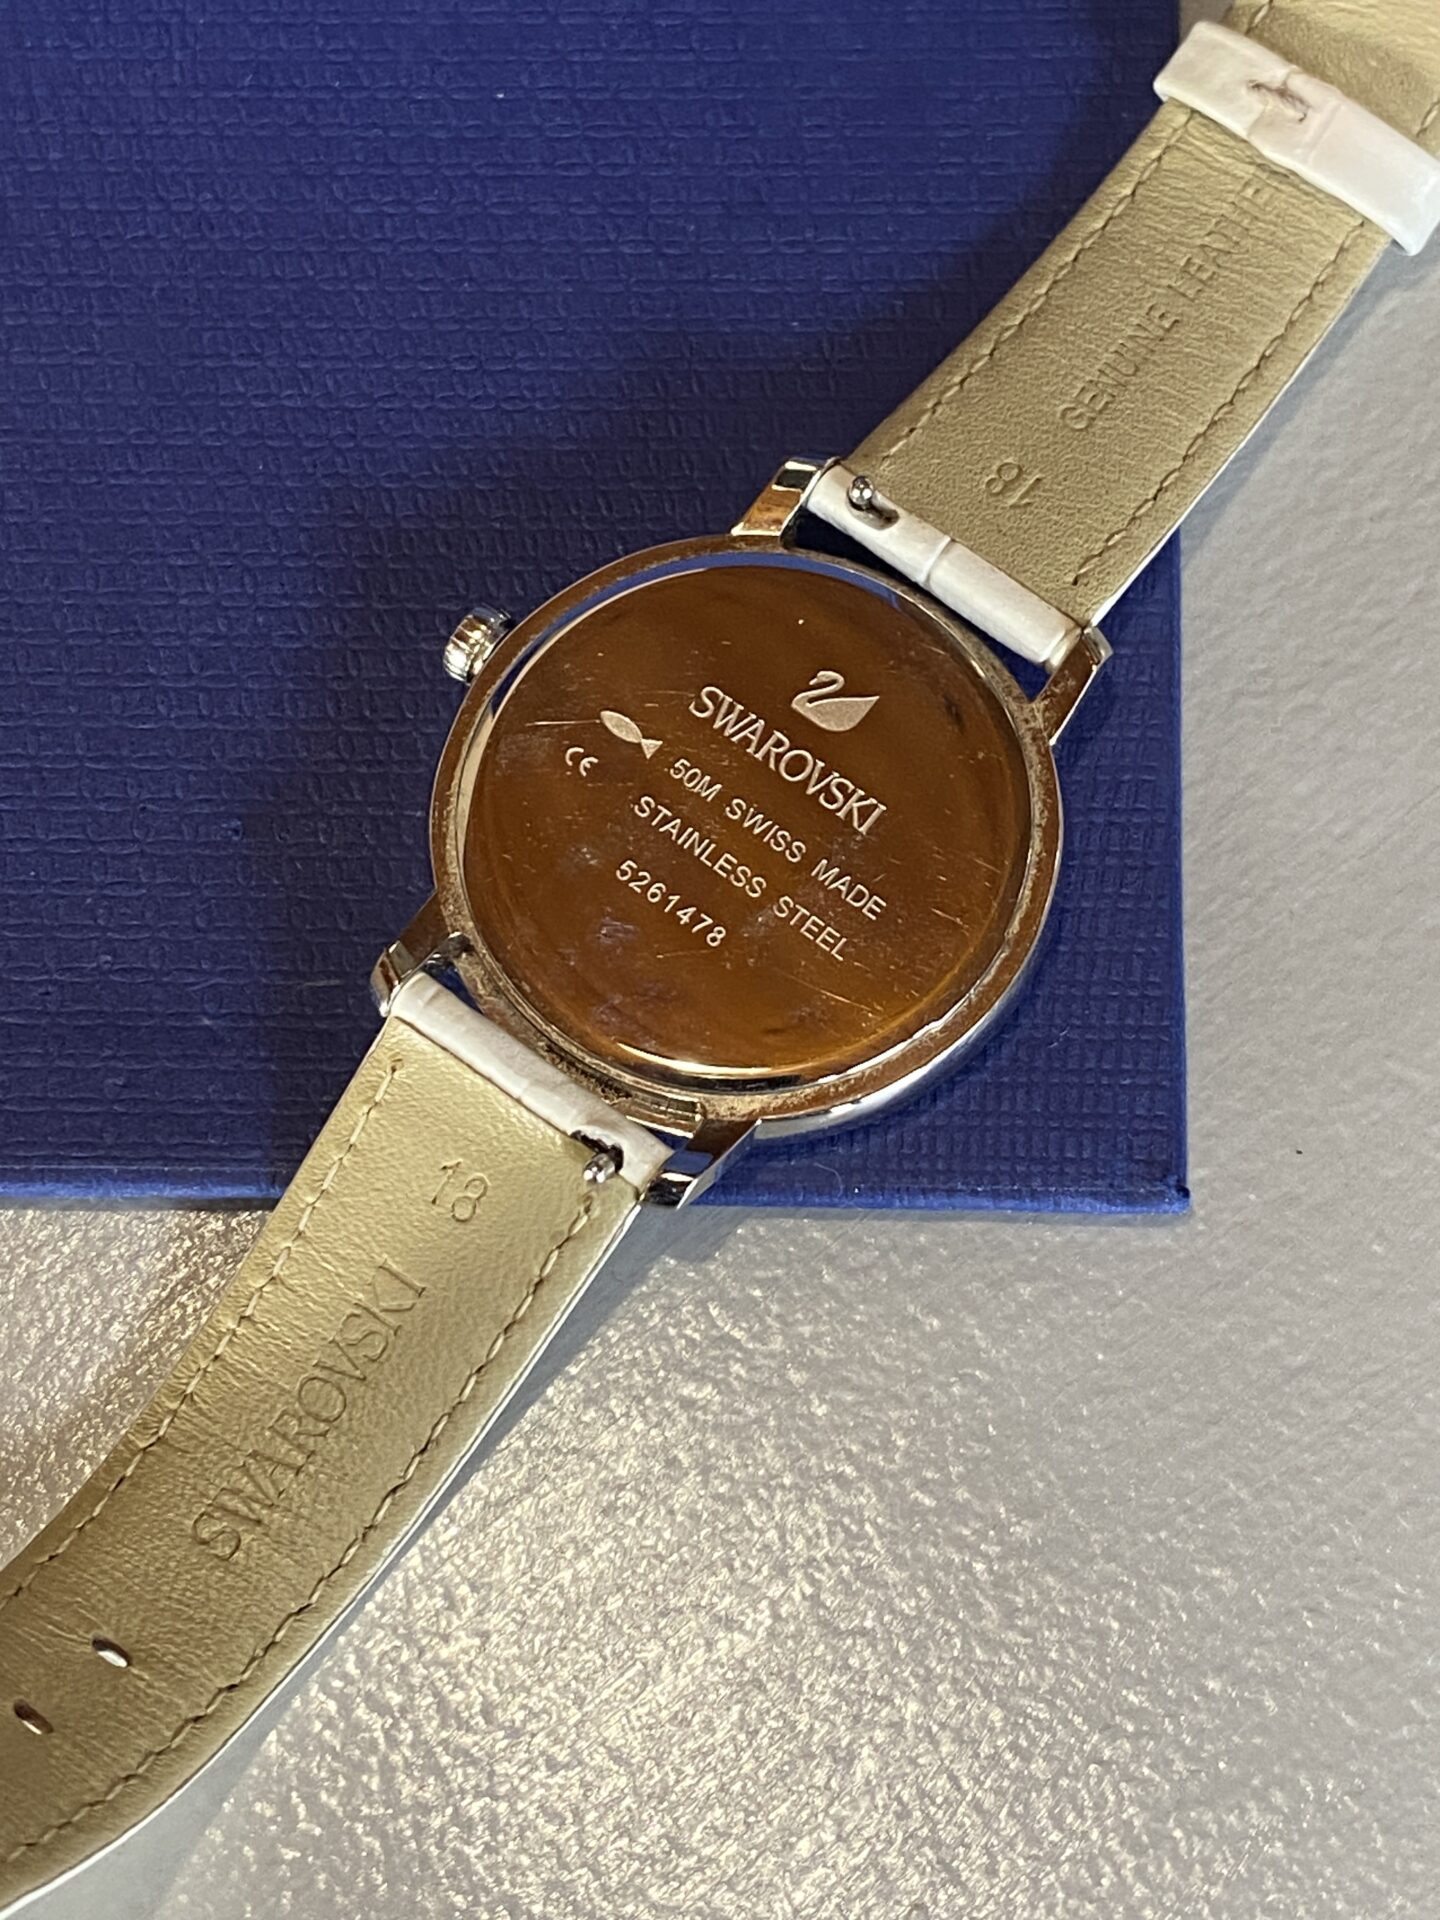 SWAROVSKI
50M SWISS MADE
CE STAINLESS STEEL
5261478
GENUINE LEATHER
18
18
SWAROVSKI